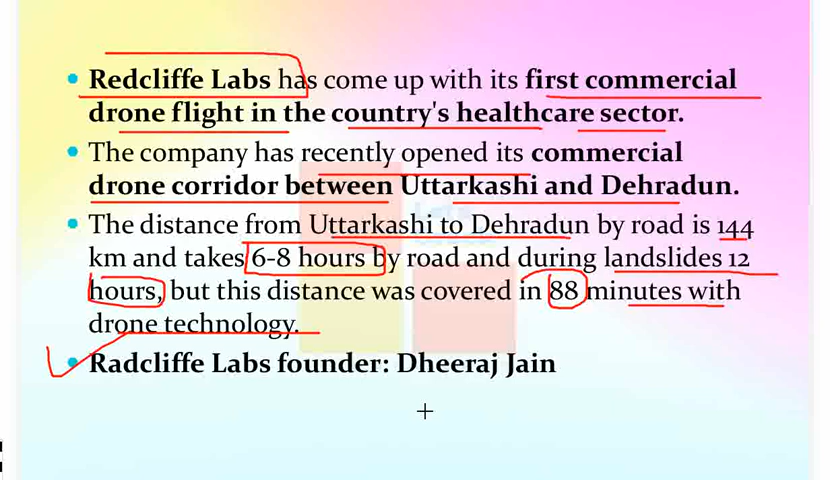 • Redcliffe Labs has come up with its first commercial
drone flight in the country's healthcare sector.
• The company has recently opened its commercial
drone corridor between Uttarkashi and Dehradun.
• The distance from Uttarkashi to Dehradun by road is 144
km and takes 6-8 hours by road and during landslides 12
hours, but this distance was covered in 88 minutes with
drone technology.
• Radcliffe Labs founder: Dheeraj Jain